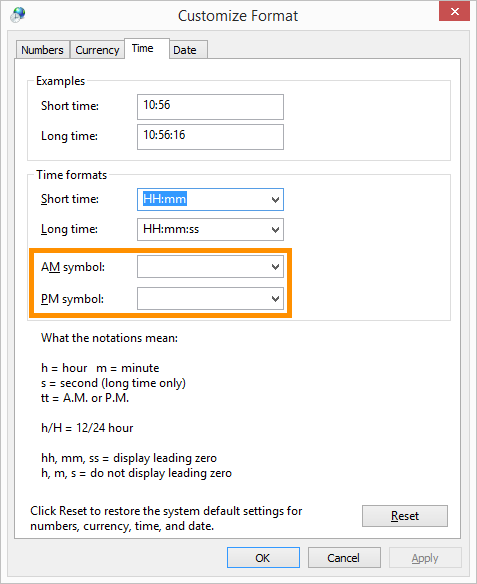 Customize Format
Numbers Currency Time Date
Examples
Short time: 10:56
Long time: 10:56:16
Time formats
Short time: HH:mm
Long time: HH:mm:ss
AM symbol:
PM symbol:
What the notations mean:
h = hour m = minute
s = second (long time only)
tt = A.M. or P.M.
h/H = 12/24 hour
hh, mm, ss = display leading zero
h, m, s = do not display leading zero
Click Reset to restore the system default settings for
numbers, currency, time, and date.
Reset
OK Cancel Apply